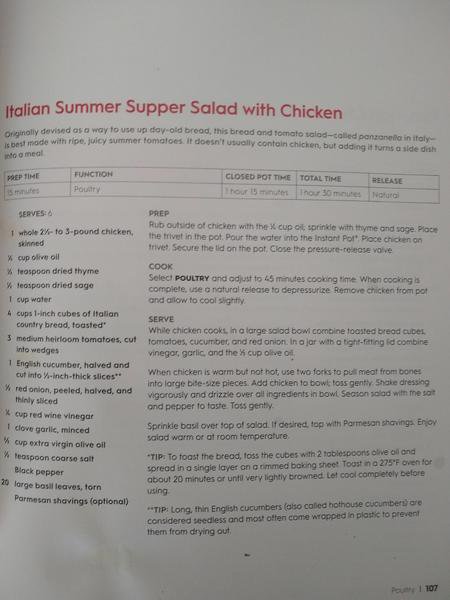 Italian Summer Supper Salad with Chicken
Originally devised as a way to use up day-old bread, this bread and tomato salad—called panzanella in Italy—
is best made with ripe, juicy summer tomatoes. It doesn't usually contain chicken, but adding it turns a side dish
into a meal.
PREP TIME FUNCTION CLOSED POT TIME TOTAL TIME RELEASE
15 minutes Poultry 1 hour 15 minutes 1 hour 30 minutes Natural
SERVES: 6
1 whole 2½- to 3-pound chicken,
skinned
cup olive oil
teaspoon dried thyme
teaspoon dried sage
1 cup water
4 cups 1-inch cubes of Italian
country bread, toasted*
3 medium heirloom tomatoes, cut
into wedges
1 English cucumber, halved and
cut into ½-inch-thick slices**
½ red onion, peeled, halved, and
thinly sliced
cup red wine vinegar
1 clove garlic, minced
cup extra virgin olive oil
½ teaspoon coarse salt
Black pepper
20 large basil leaves, torn
Parmesan shavings (optional)
PREP
Rub outside of chicken with the ¼ cup oil; sprinkle with thyme and sage. Place
the trivet in the pot. Pour the water into the Instant Pot®. Place chicken on
trivet. Secure the lid on the pot. Close the pressure-release valve.
COOK
Select POULTRY and adjust to 45 minutes cooking time. When cooking is
complete, use a natural release to depressurize. Remove chicken from pot
and allow to cool slightly.
SERVE
While chicken cooks, in a large salad bowl combine toasted bread cubes,
tomatoes, cucumber, and red onion. In a jar with a tight-fitting lid combine
vinegar, garlic, and the ⅓ cup olive oil.
When chicken is warm but not hot, use two forks to pull meat from bones
into large bite-size pieces. Add chicken to bowl; toss gently. Shake dressing
vigorously and drizzle over all ingredients in bowl. Season salad with the salt
and pepper to taste. Toss gently.
Sprinkle basil over top of salad. If desired, top with Parmesan shavings. Enjoy
salad warm or at room temperature.
*TIP: To toast the bread, toss the cubes with 2 tablespoons olive oil and
spread in a single layer on a rimmed baking sheet. Toast in a 275°F oven for
about 20 minutes or until very lightly browned. Let cool completely before
using.
**TIP: Long, thin English cucumbers (also called hothouse cucumbers) are
considered seedless and most often come wrapped in plastic to prevent
them from drying out.
Poultry | 107